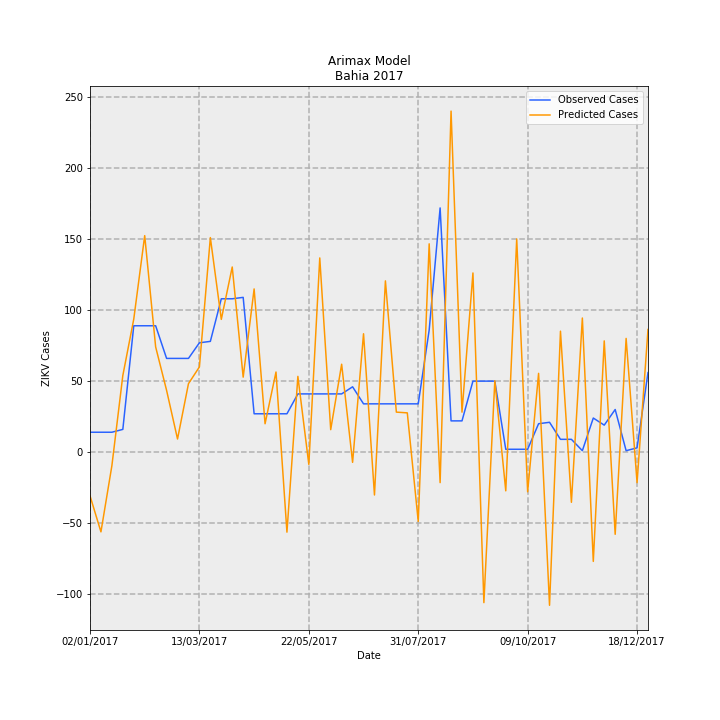 Arimax Model
Bahia 2017
Observed Cases
Predicted Cases
250
200
150
100
50
0
−50
−100
ZIKV Cases
02/01/2017 13/03/2017 22/05/2017 31/07/2017 09/10/2017 18/12/2017
Date